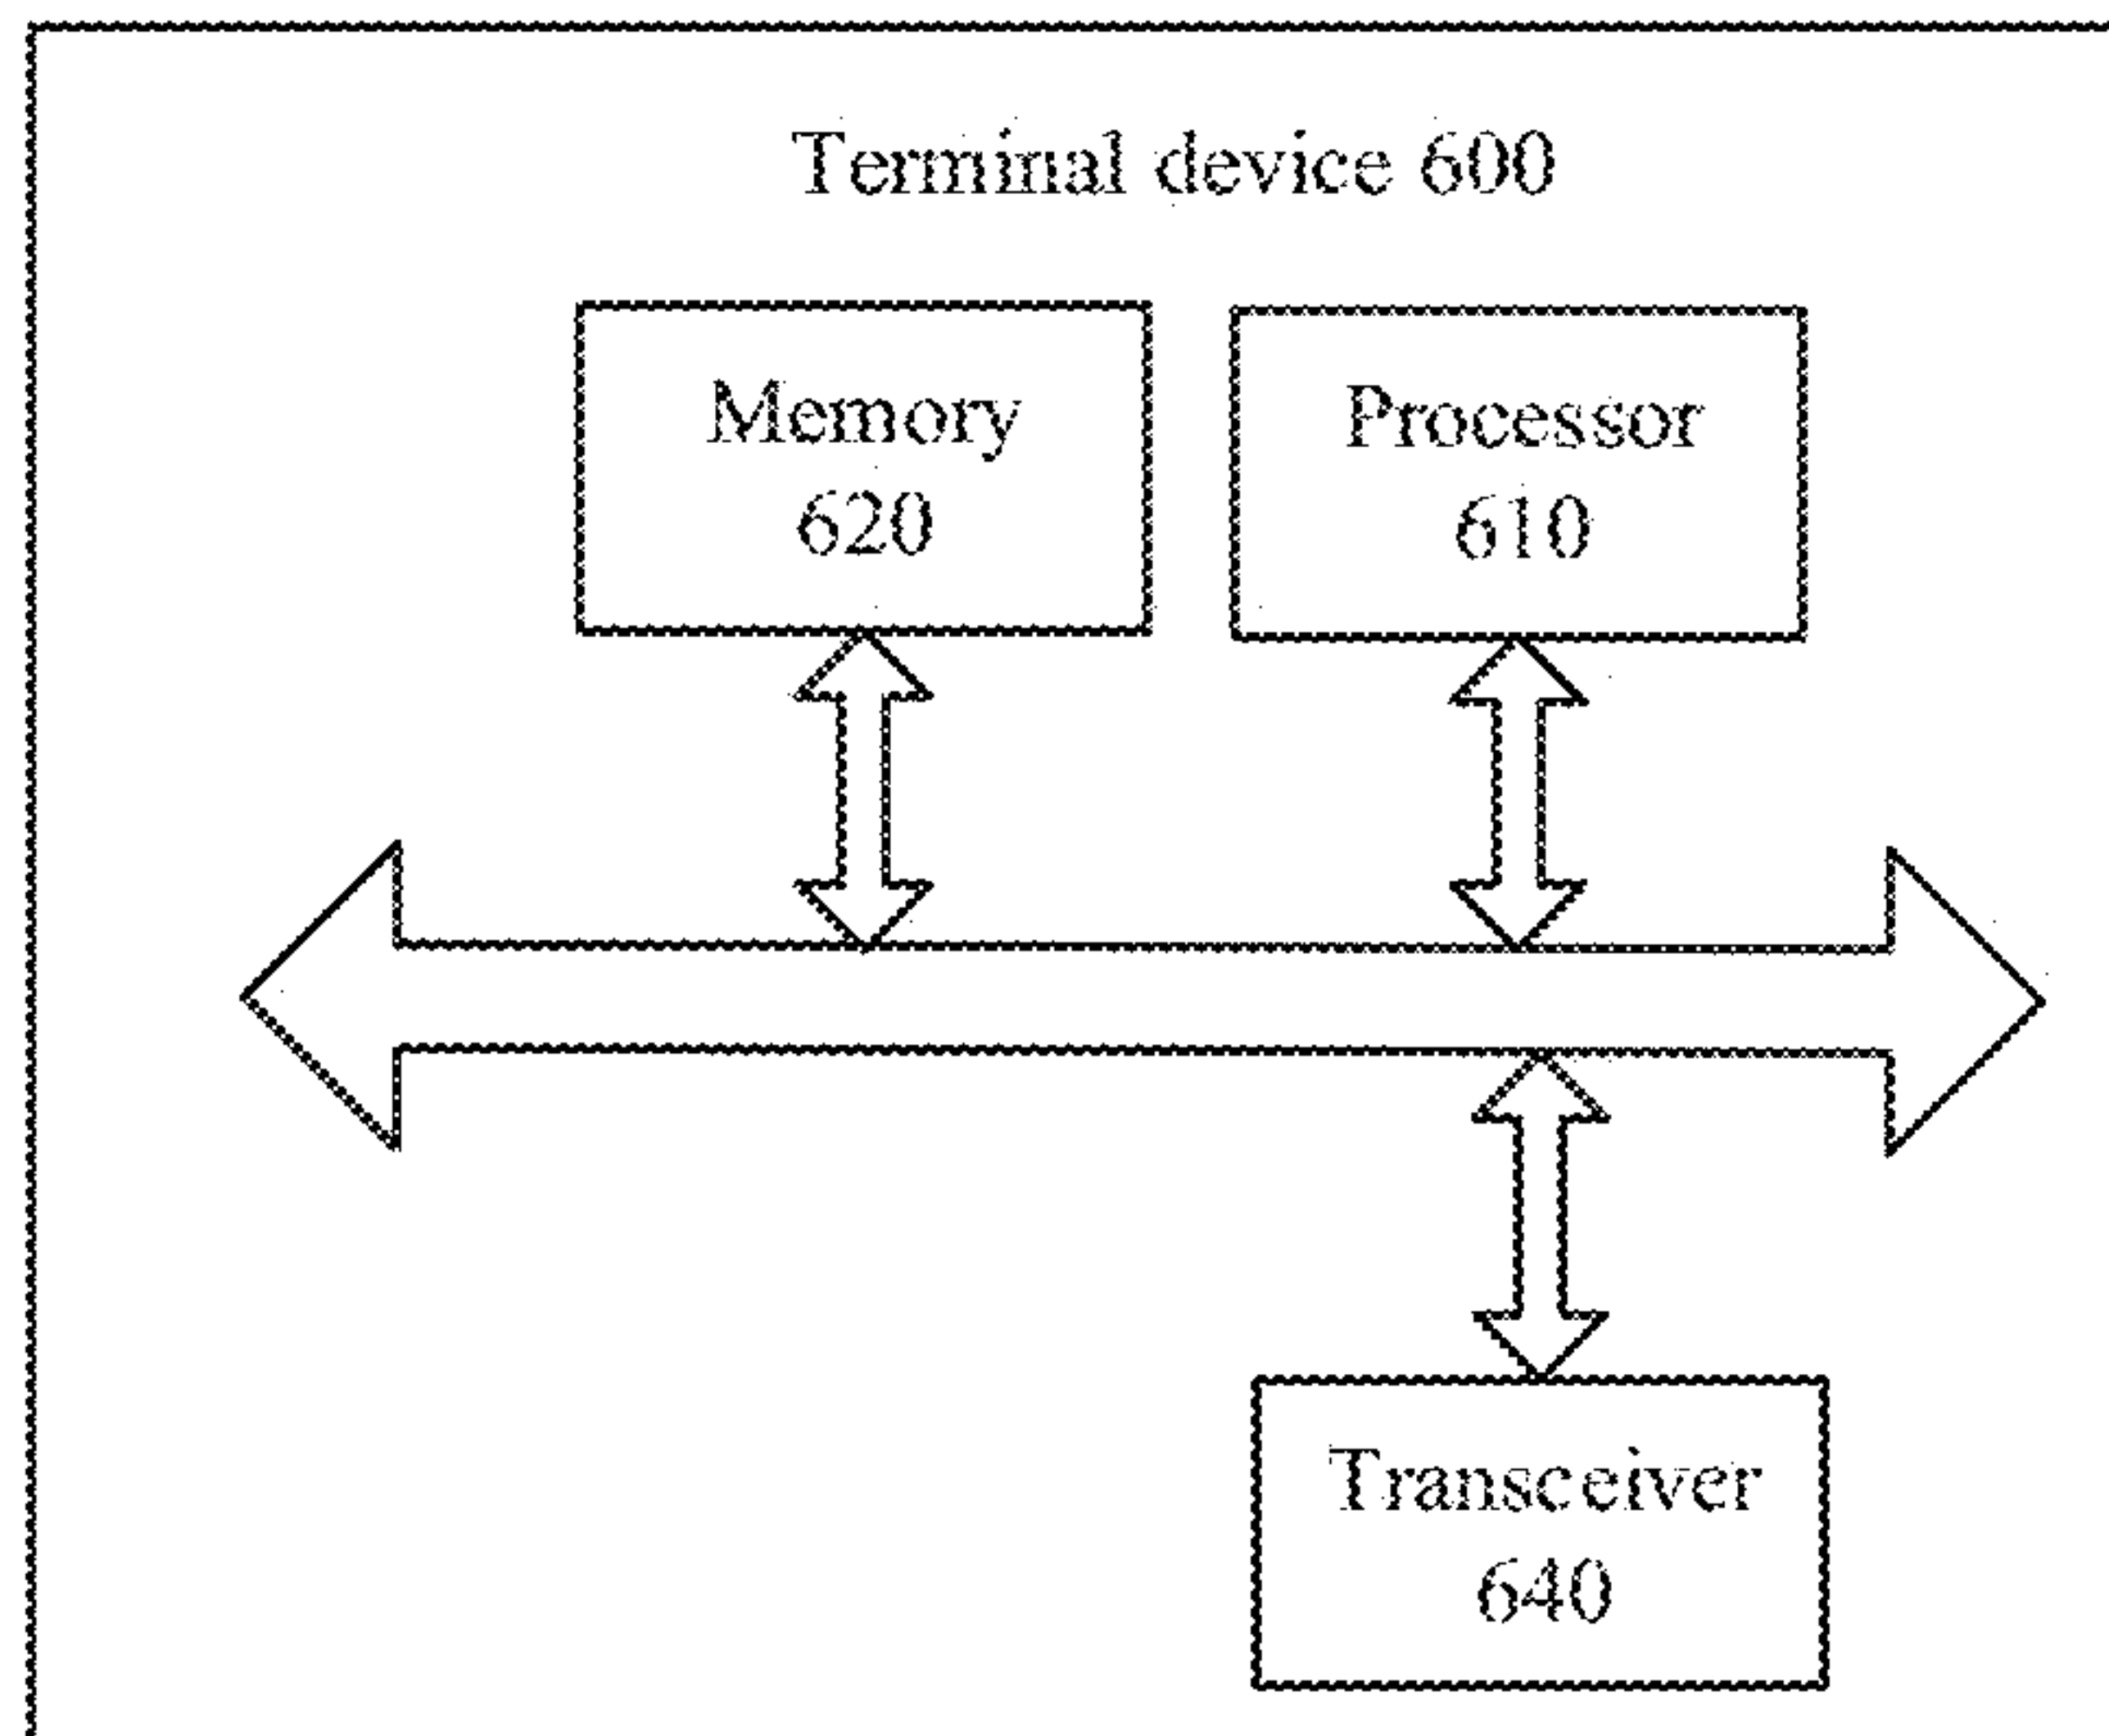 Terminal device 600
Memory
620
Processor
610
Transceiver
640